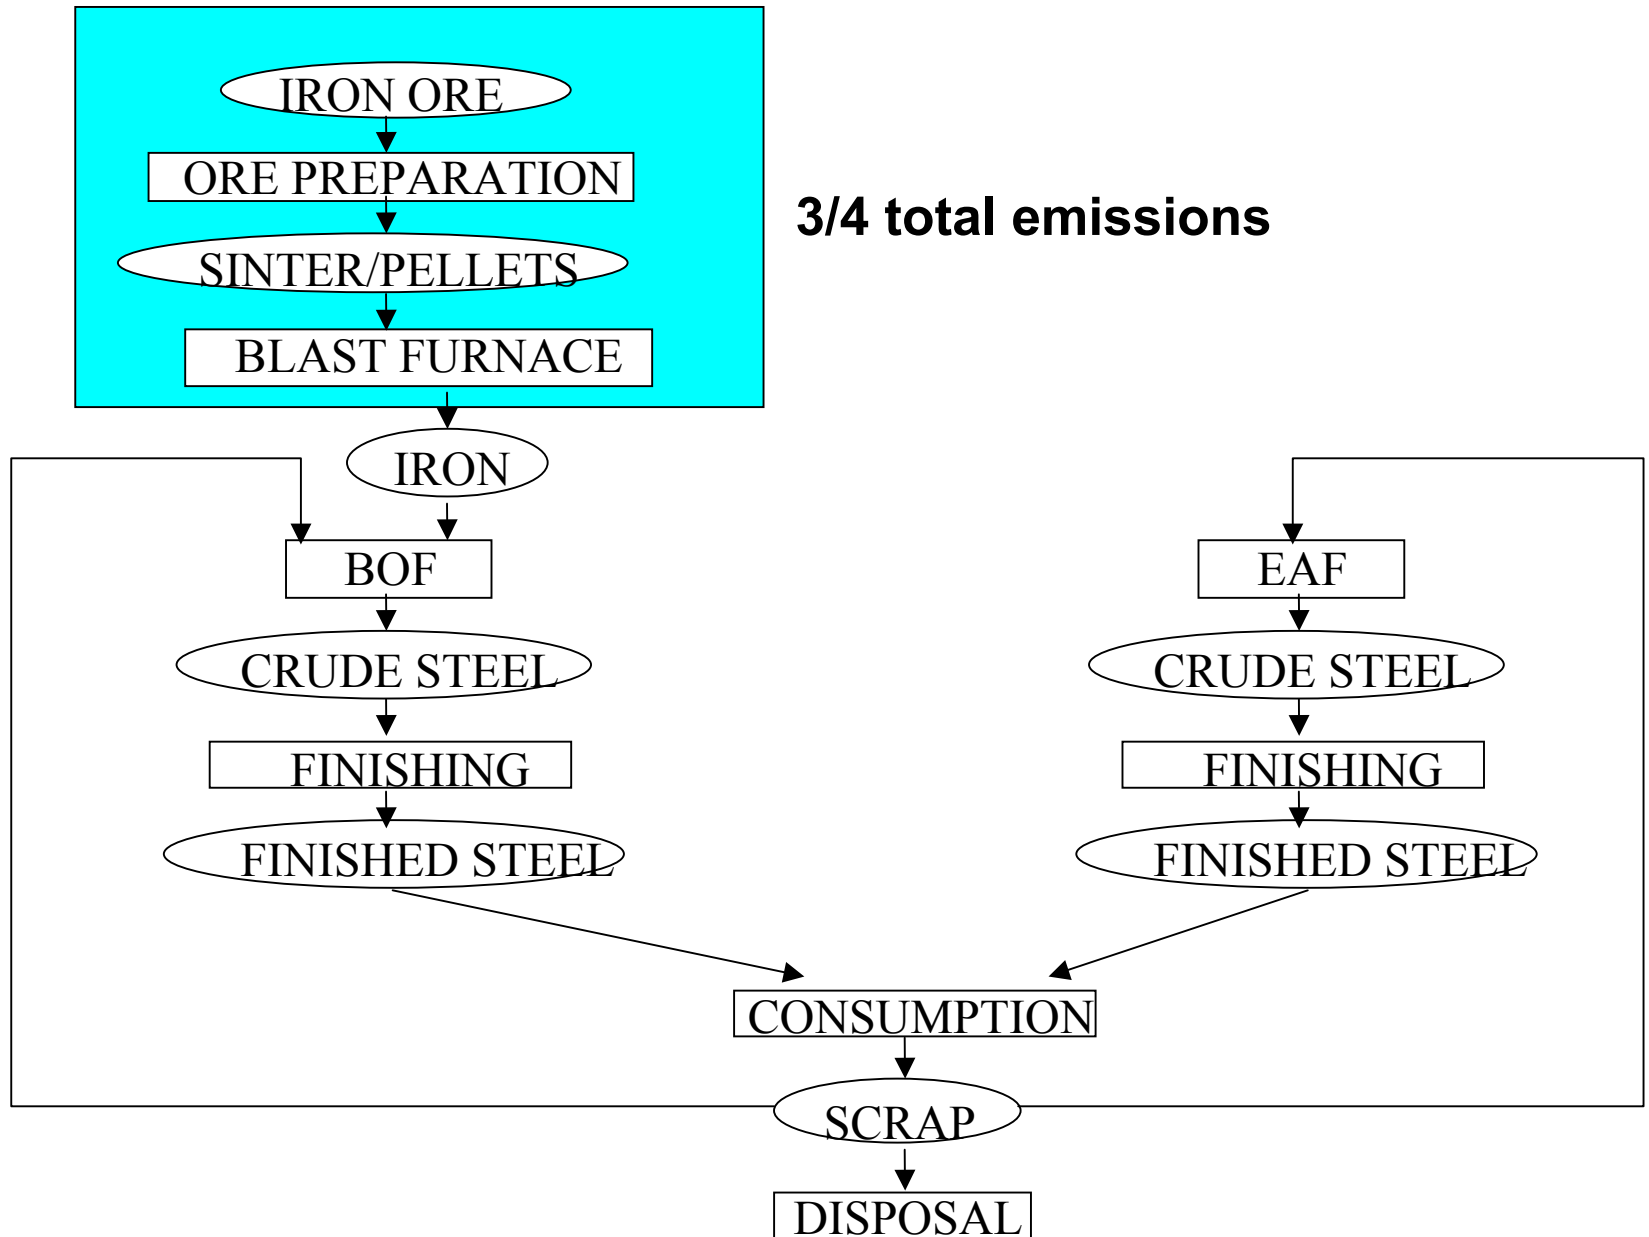 IRON ORE
ORE PREPARATION
3/4 total emissions
SINTER/PELLETS
BLAST FURNACE
IRON
BOF
EAF
CRUDE STEEL
CRUDE STEEL
FINISHING
FINISHING
FINISHED STEEL
FINISHED STEEL
CONSUMPTION
SCRAP
DISPOSAL